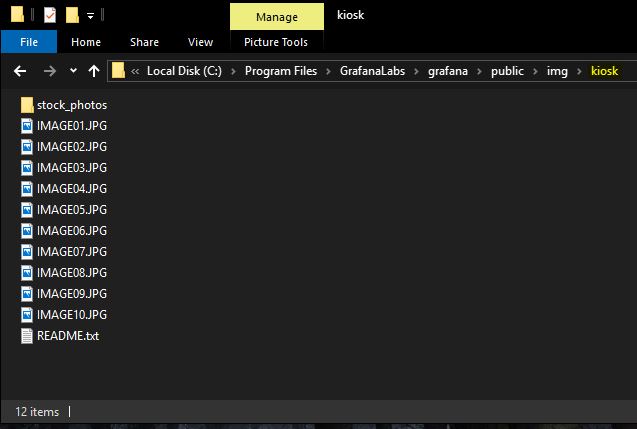 Manage kiosk
File Home Share View Picture Tools
« Local Disk (C:) > Program Files > GrafanaLabs > grafana > public > img > kiosk
stock_photos
IMAGE01.JPG
IMAGE02.JPG
IMAGE03.JPG
IMAGE04.JPG
IMAGE05.JPG
IMAGE06.JPG
IMAGE07.JPG
IMAGE08.JPG
IMAGE09.JPG
IMAGE10.JPG
README.txt
12 items